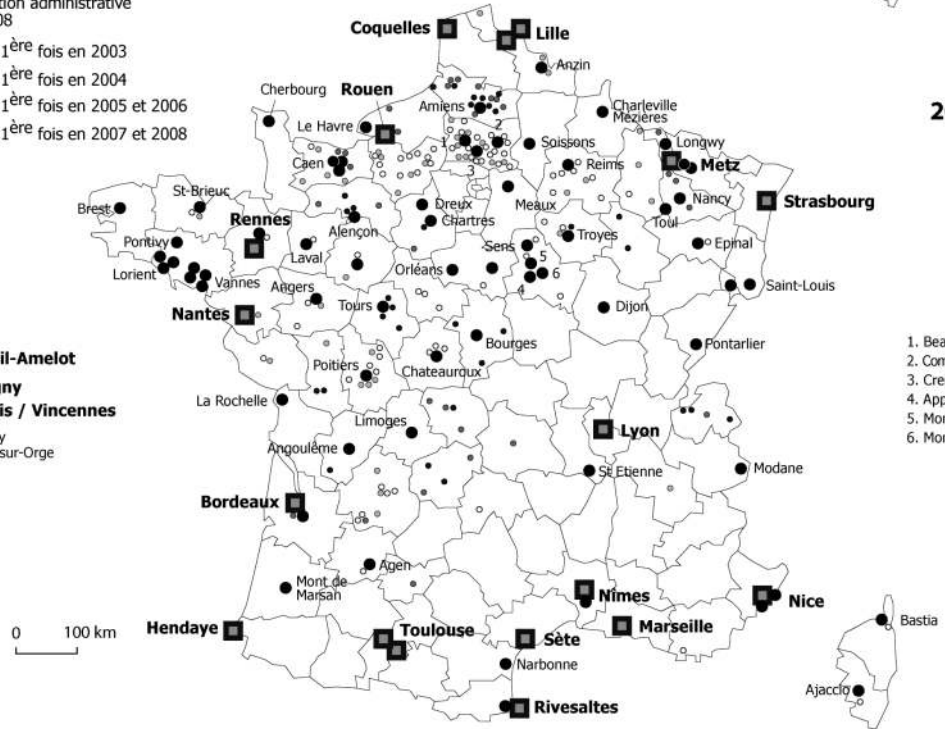 tion administrative
08
1ère fois en 2003
1ère fois en 2004
1ère fois en 2005 et 2006
1ère fois en 2007 et 2008
Coquelles
Lille
Anzin
Cherbourg
Rouen
Amiens
Charleville
Mézières
Le Havre
2
1
Soissons
Longwy
Caen
3
Reims
Metz
Brest
St-Brieuc
Dreux
Meaux
Nancy
Strasbourg
Rennes
Chartres
Toul
Alençon
Troyes
Pontivy
Laval
Sens
5
Epinal
Lorient
Orléans
6
Vannes
Angers
4
Saint-Louis
Nantes
Tours
Dijon
Bourges
Pontarlier
il-Amelot
Poitiers
Chateauroux
gny
is / Vincennes
y
sur-Orge
La Rochelle
Limoges
Lyon
Angoulême
St Etienne
Modane
Bordeaux
Agen
Mont de
Marsan
Nîmes
Nice
Hendaye
Toulouse
Marseille
Sète
Bastia
0 100 km
Narbonne
Ajaccio
Rivesaltes
2
1. Bea
2. Com
3. Cre
4. App
5. Mor
6. Mor